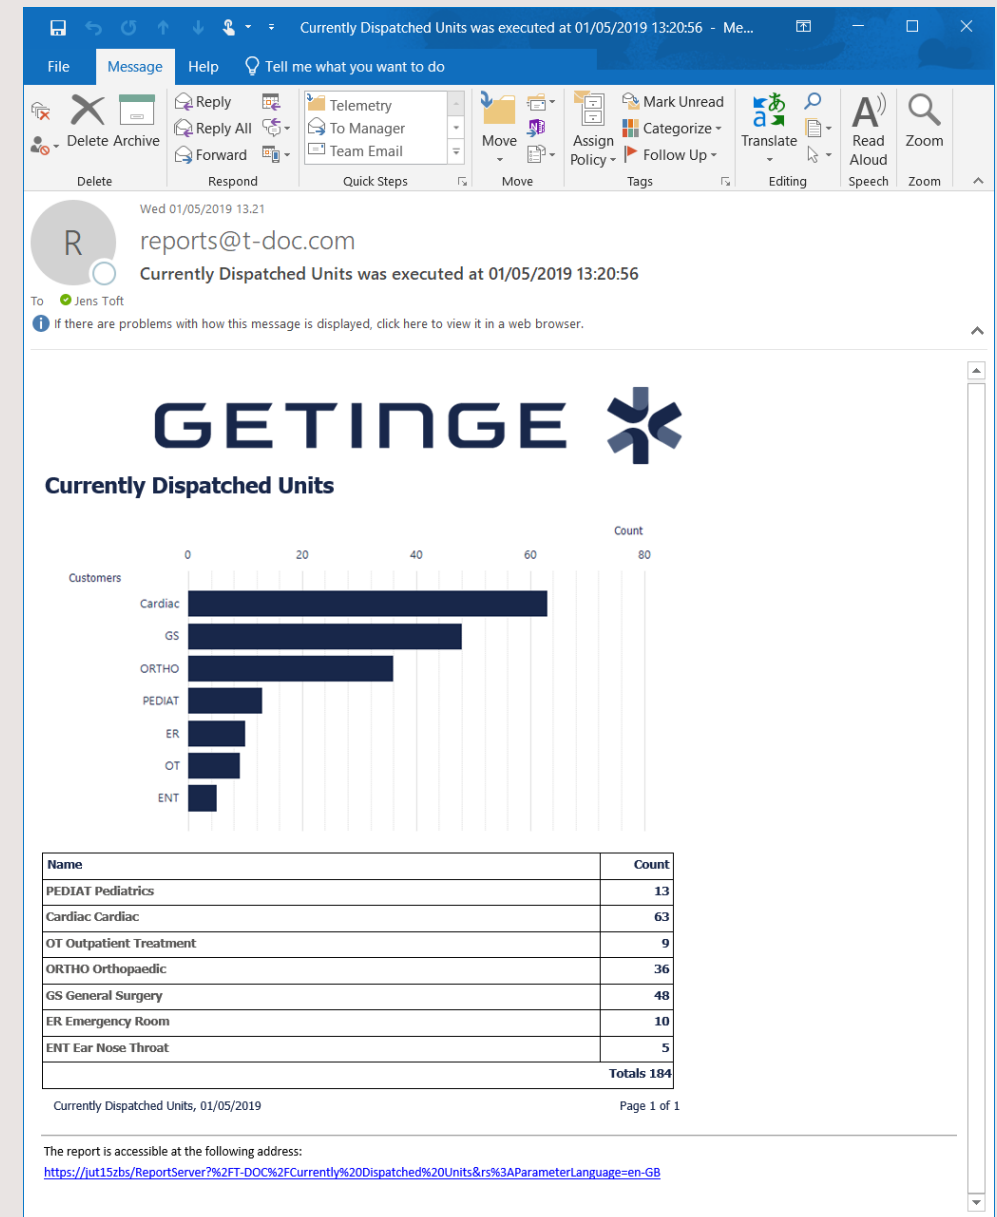 Currently Dispatched Units was executed at 01/05/2019 13:20:56 - Me...
File Message Help Tell me what you want to do
Delete Archive
Reply
Reply All
Forward
Telemetry
To Manager
Team Email
Move
Assign Policy
Mark Unread
Categorize
Follow Up
Translate
Read Aloud
Zoom
Delete Respond Quick Steps Move Tags Editing Speech Zoom
Wed 01/05/2019 13.21
R
reports@t-doc.com
Currently Dispatched Units was executed at 01/05/2019 13:20:56
To Jens Toft
If there are problems with how this message is displayed, click here to view it in a web browser.
GETINGE
Currently Dispatched Units
Count
0 20 40 60 80
Customers
Cardiac
GS
ORTHO
PEDIAT
ER
OT
ENT
Name Count
PEDIAT Pediatrics 13
Cardiac Cardiac 63
OT Outpatient Treatment 9
ORTHO Orthopaedic 36
GS General Surgery 48
ER Emergency Room 10
ENT Ear Nose Throat 5
Totals 184
Currently Dispatched Units, 01/05/2019 Page 1 of 1
The report is accessible at the following address:
https://jut15zbs/ReportServer?%2FT-DOC%2FCurrently%20Dispatched%20Units&rs%3AParameterLanguage=en-GB